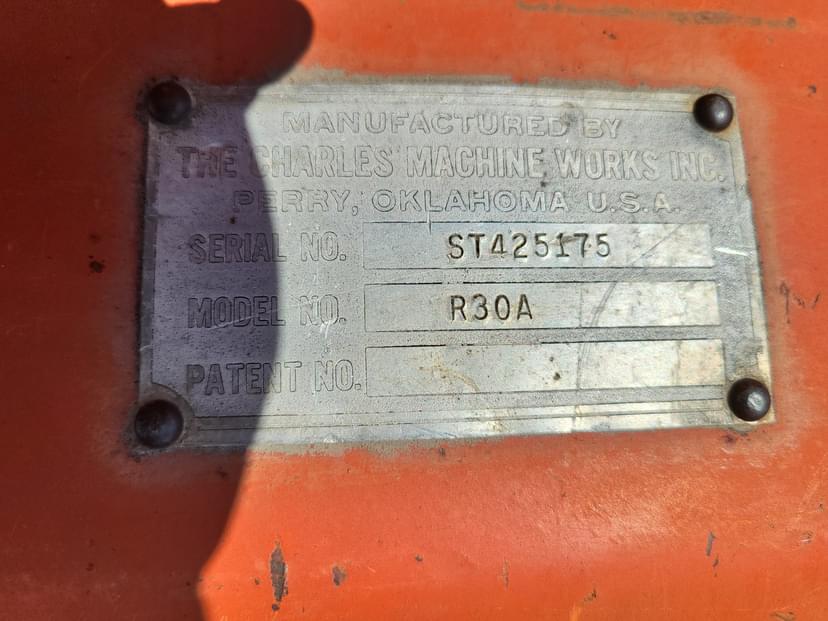 MANUFACTURED BY
THE CHARLES MACHINE WORKS INC.
PERRY, OKLAHOMA U.S.A.
SERIAL NO. ST425175
MODEL NO. R30A
PATENT NO.